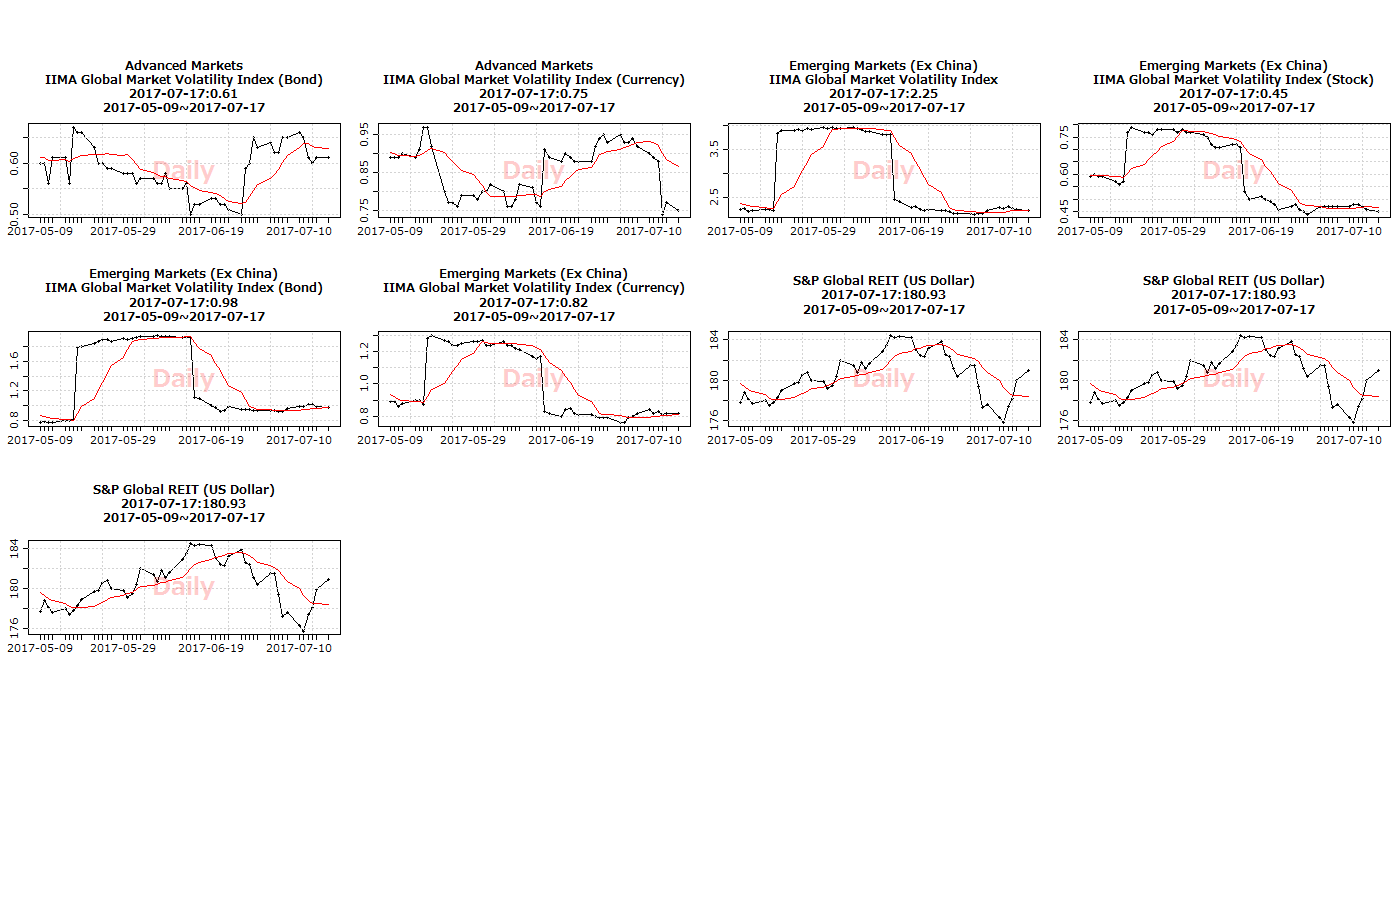 Advanced Markets
IIMA Global Market Volatility Index (Bond)
2017-07-17:0.61
2017-05-09~2017-07-17
0.60
0.50
Daily
2017-05-09 2017-05-29 2017-06-19 2017-07-10
Advanced Markets
IIMA Global Market Volatility Index (Currency)
2017-07-17:0.75
2017-05-09~2017-07-17
0.95
0.85
0.75
Daily
2017-05-09 2017-05-29 2017-06-19 2017-07-10
Emerging Markets (Ex China)
IIMA Global Market Volatility Index
2017-07-17:2.25
2017-05-09~2017-07-17
3.5
2.5
Daily
2017-05-09 2017-05-29 2017-06-19 2017-07-10
Emerging Markets (Ex China)
IIMA Global Market Volatility Index (Stock)
2017-07-17:0.45
2017-05-09~2017-07-17
0.75
0.60
0.45
Daily
2017-05-09 2017-05-29 2017-06-19 2017-07-10
Emerging Markets (Ex China)
IIMA Global Market Volatility Index (Bond)
2017-07-17:0.98
2017-05-09~2017-07-17
1.6
1.2
0.8
Daily
2017-05-09 2017-05-29 2017-06-19 2017-07-10
Emerging Markets (Ex China)
IIMA Global Market Volatility Index (Currency)
2017-07-17:0.82
2017-05-09~2017-07-17
1.2
1.0
0.8
Daily
2017-05-09 2017-05-29 2017-06-19 2017-07-10
S&P Global REIT (US Dollar)
2017-07-17:180.93
2017-05-09~2017-07-17
184
180
176
Daily
2017-05-09 2017-05-29 2017-06-19 2017-07-10
S&P Global REIT (US Dollar)
2017-07-17:180.93
2017-05-09~2017-07-17
184
180
176
Daily
2017-05-09 2017-05-29 2017-06-19 2017-07-10
S&P Global REIT (US Dollar)
2017-07-17:180.93
2017-05-09~2017-07-17
184
180
176
Daily
2017-05-09 2017-05-29 2017-06-19 2017-07-10